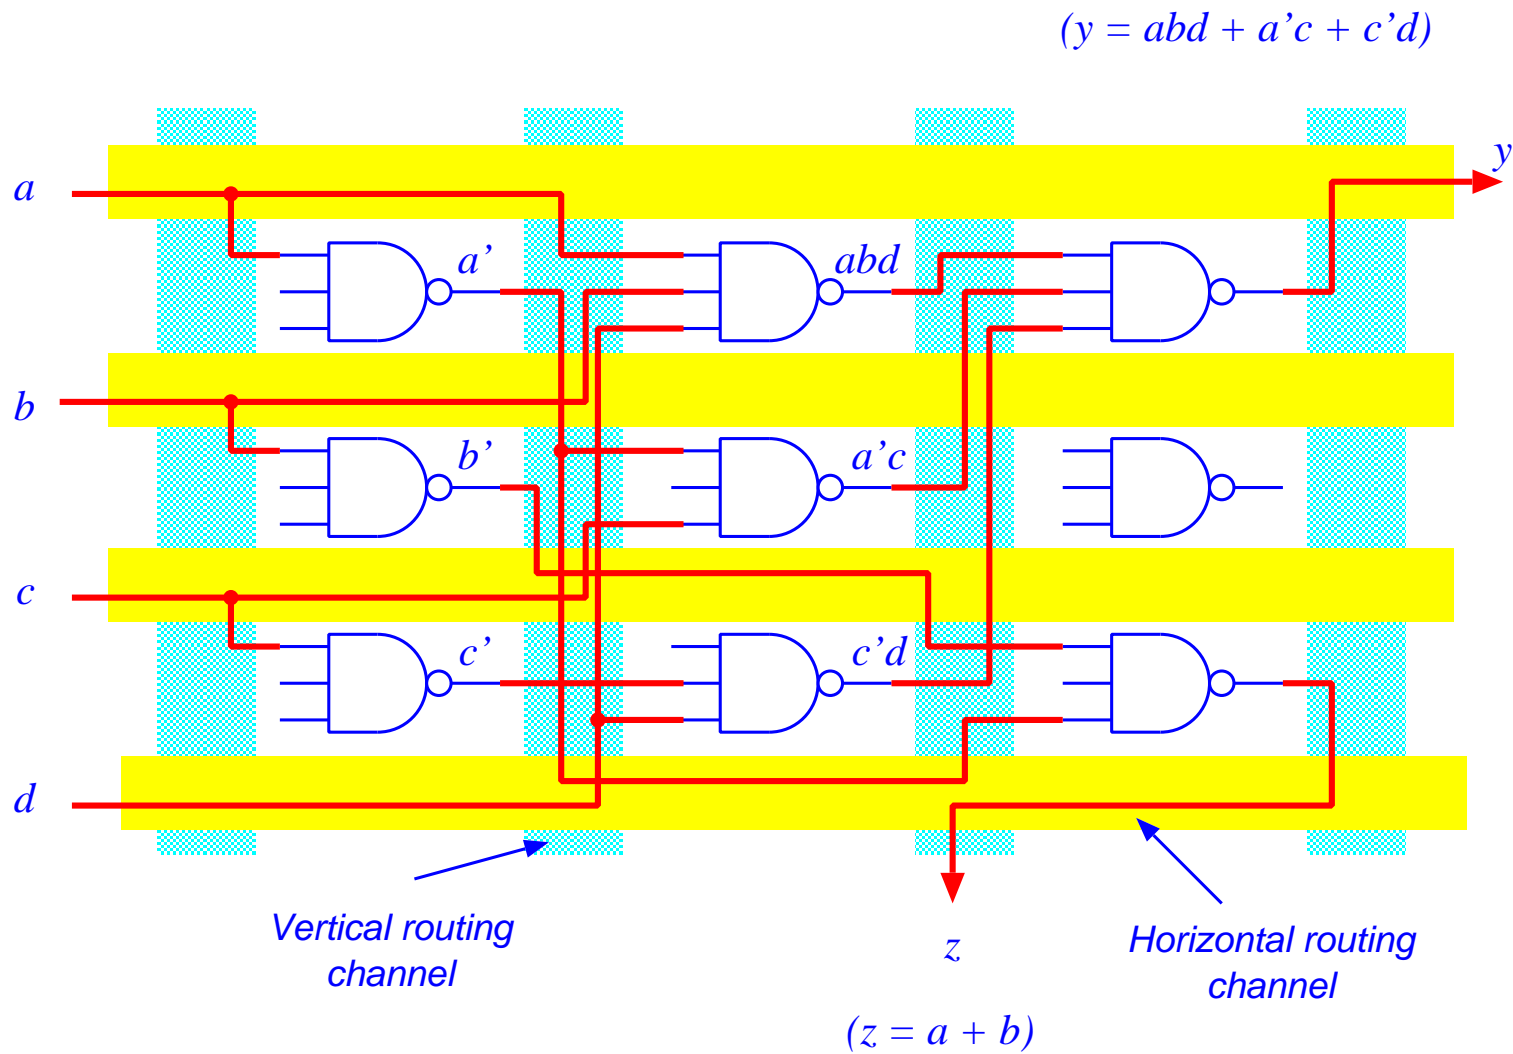 (y = abd + a’c + c’d)
y
a
a’
abd
b
b’
a’c
c
c’
c’d
d
Vertical routing
channel
z
Horizontal routing
channel
(z = a + b)